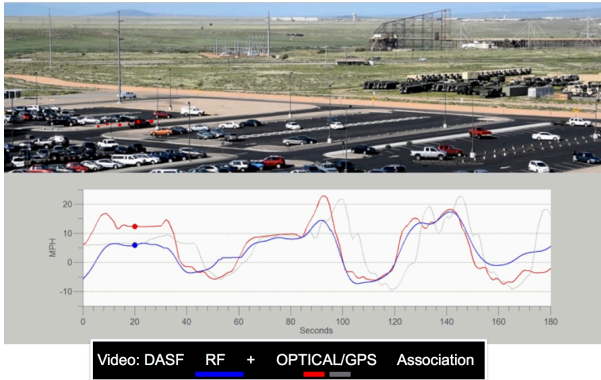 20
10
0
-10
MPH
0 20 40 60 80 100 120 140 160 180
Seconds
Video: DASF RF + OPTICAL/GPS Association